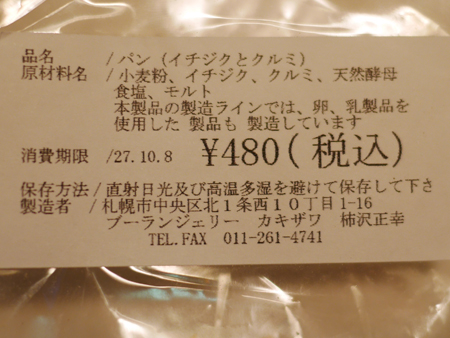 品名 /パン（イチジクとクルミ）
原材料名 /小麦粉、イチジク、クルミ、天然酵母
食塩、モルト
本製品の製造ラインでは、卵、乳製品を
使用した 製品も 製造しています
消費期限 /27.10.8 ¥480(税込)
保存方法/直射日光及び高温多湿を避けて保存して下さ
製造者 /札幌市中央区北1条西10丁目1-16
ブーランジェリー カキザワ 柿沢正幸
TEL.FAX 011-261-4741